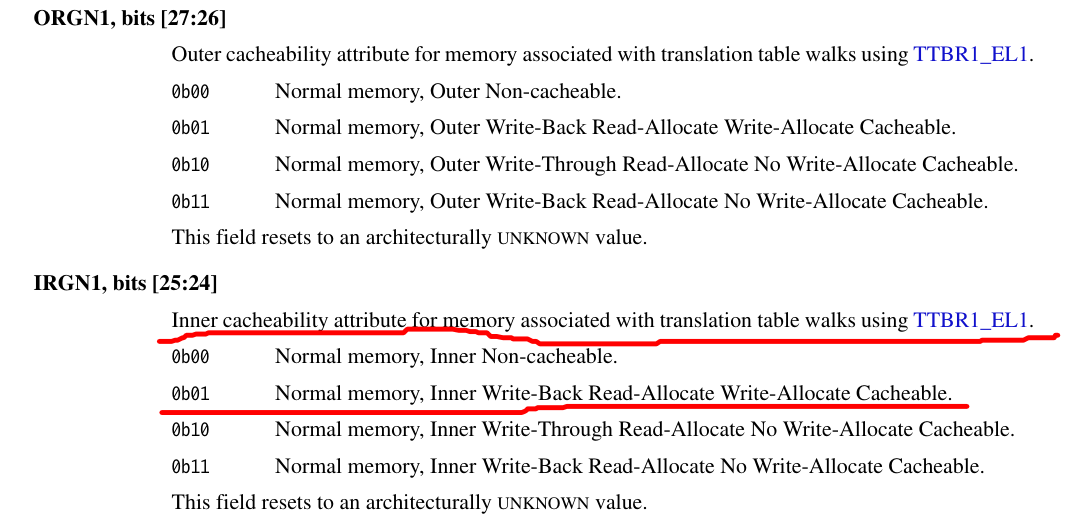 ORGN1, bits [27:26]
Outer cacheability attribute for memory associated with translation table walks using TTBR1_EL1.
0b00 Normal memory, Outer Non-cacheable.
0b01 Normal memory, Outer Write-Back Read-Allocate Write-Allocate Cacheable.
0b10 Normal memory, Outer Write-Through Read-Allocate No Write-Allocate Cacheable.
0b11 Normal memory, Outer Write-Back Read-Allocate No Write-Allocate Cacheable.
This field resets to an architecturally UNKNOWN value.
IRGN1, bits [25:24]
Inner cacheability attribute for memory associated with translation table walks using TTBR1_EL1.
0b00 Normal memory, Inner Non-cacheable.
0b01 Normal memory, Inner Write-Back Read-Allocate Write-Allocate Cacheable.
0b10 Normal memory, Inner Write-Through Read-Allocate No Write-Allocate Cacheable.
0b11 Normal memory, Inner Write-Back Read-Allocate No Write-Allocate Cacheable.
This field resets to an architecturally UNKNOWN value.